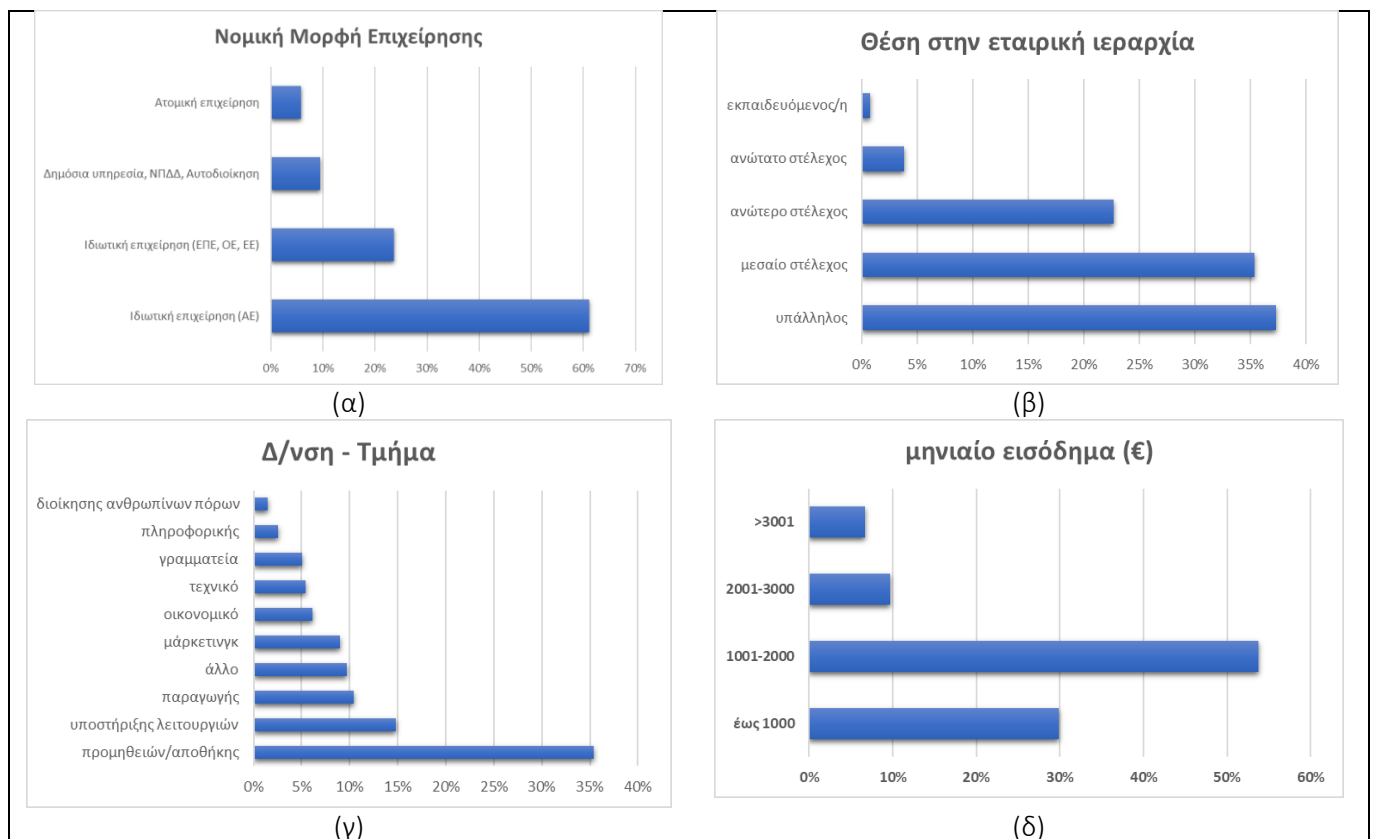 Νομική Μορφή Επιχείρησης
Ατομική επιχείρηση
Δημόσια υπηρεσία, ΝΠΔΔ, Αυτοδιοίκηση
Ιδιωτική επιχείρηση (ΕΠΕ, ΟΕ, ΕΕ)
Ιδιωτική επιχείρηση (ΑΕ)
0% 10% 20% 30% 40% 50% 60% 70%
(α)
Θέση στην εταιρική ιεραρχία
εκπαιδευόμενος/η
ανώτατο στέλεχος
ανώτερο στέλεχος
μεσαίο στέλεχος
υπάλληλος
0% 5% 10% 15% 20% 25% 30% 35% 40%
(β)
Δ/νση - Τμήμα
διοίκησης ανθρωπίνων πόρων
πληροφορικής
γραμματεία
τεχνικό
οικονομικό
μάρκετινγκ
άλλο
παραγωγής
υποστήριξης λειτουργιών
προμηθειών/αποθήκης
0% 5% 10% 15% 20% 25% 30% 35% 40%
(γ)
μηνιαίο εισόδημα (€)
>3001
2001-3000
1001-2000
έως 1000
0% 10% 20% 30% 40% 50% 60%
(δ)